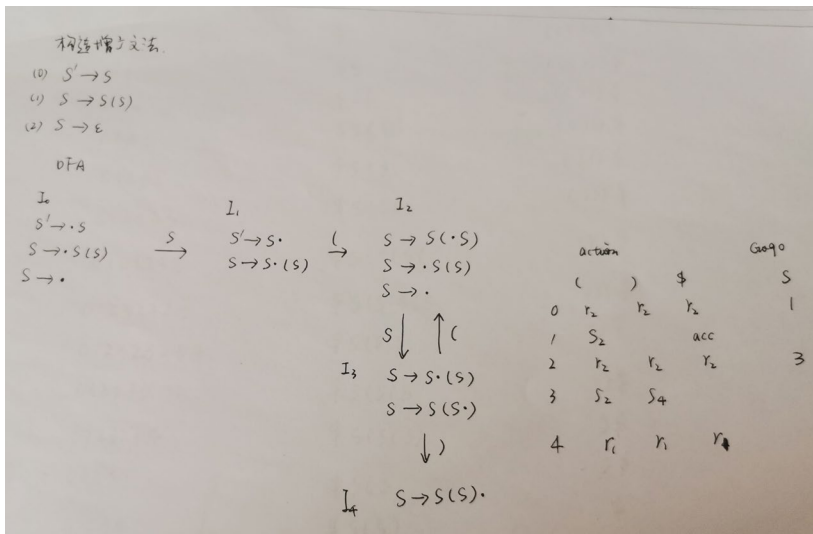 构造增广文法.
(0) S' → S
(1) S → S(S)
(2) S → ε
DFA
I₀
S' → ·S
S → ·S(S)
S → ·
S
→
I₁
S' → S·
S → S·(S)
(
→
I₂
S → S(·S)
S → ·S(S)
S → ·
S ↓ ↑ (
I₃
S → S·(S)
S → S(S·)
↓ )
I₄ S → S(S)·
action Gogo
( ) $ S
0 r₂ r₂ r₂ 1
1 S₂ acc
2 r₂ r₂ r₂ 3
3 S₂ S₄
4 r₁ r₁ r₁